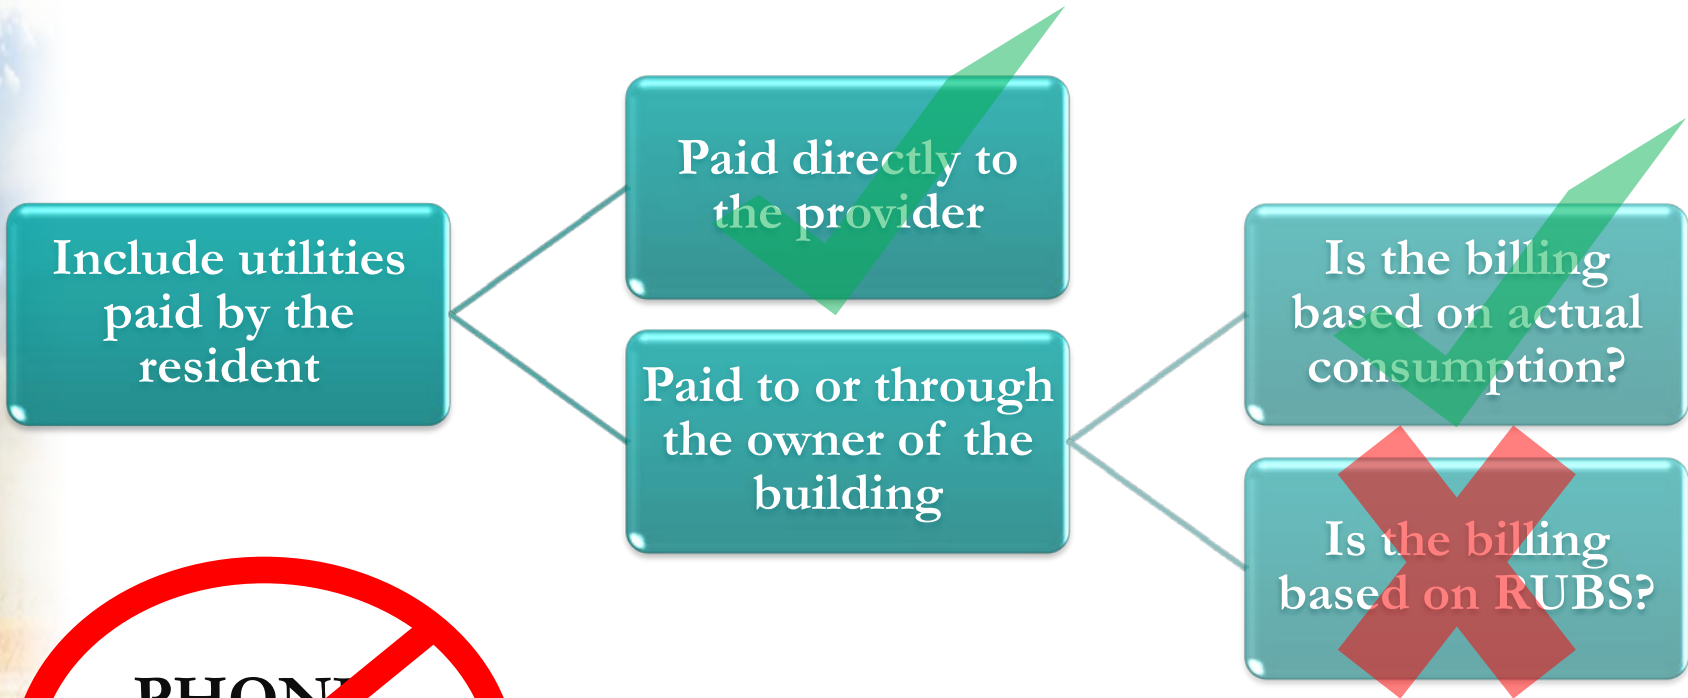 Include utilities
paid by the
resident
Paid directly to
the provider
Paid to or through
the owner of the
building
Is the billing
based on actual
consumption?
Is the billing
based on RUBS?